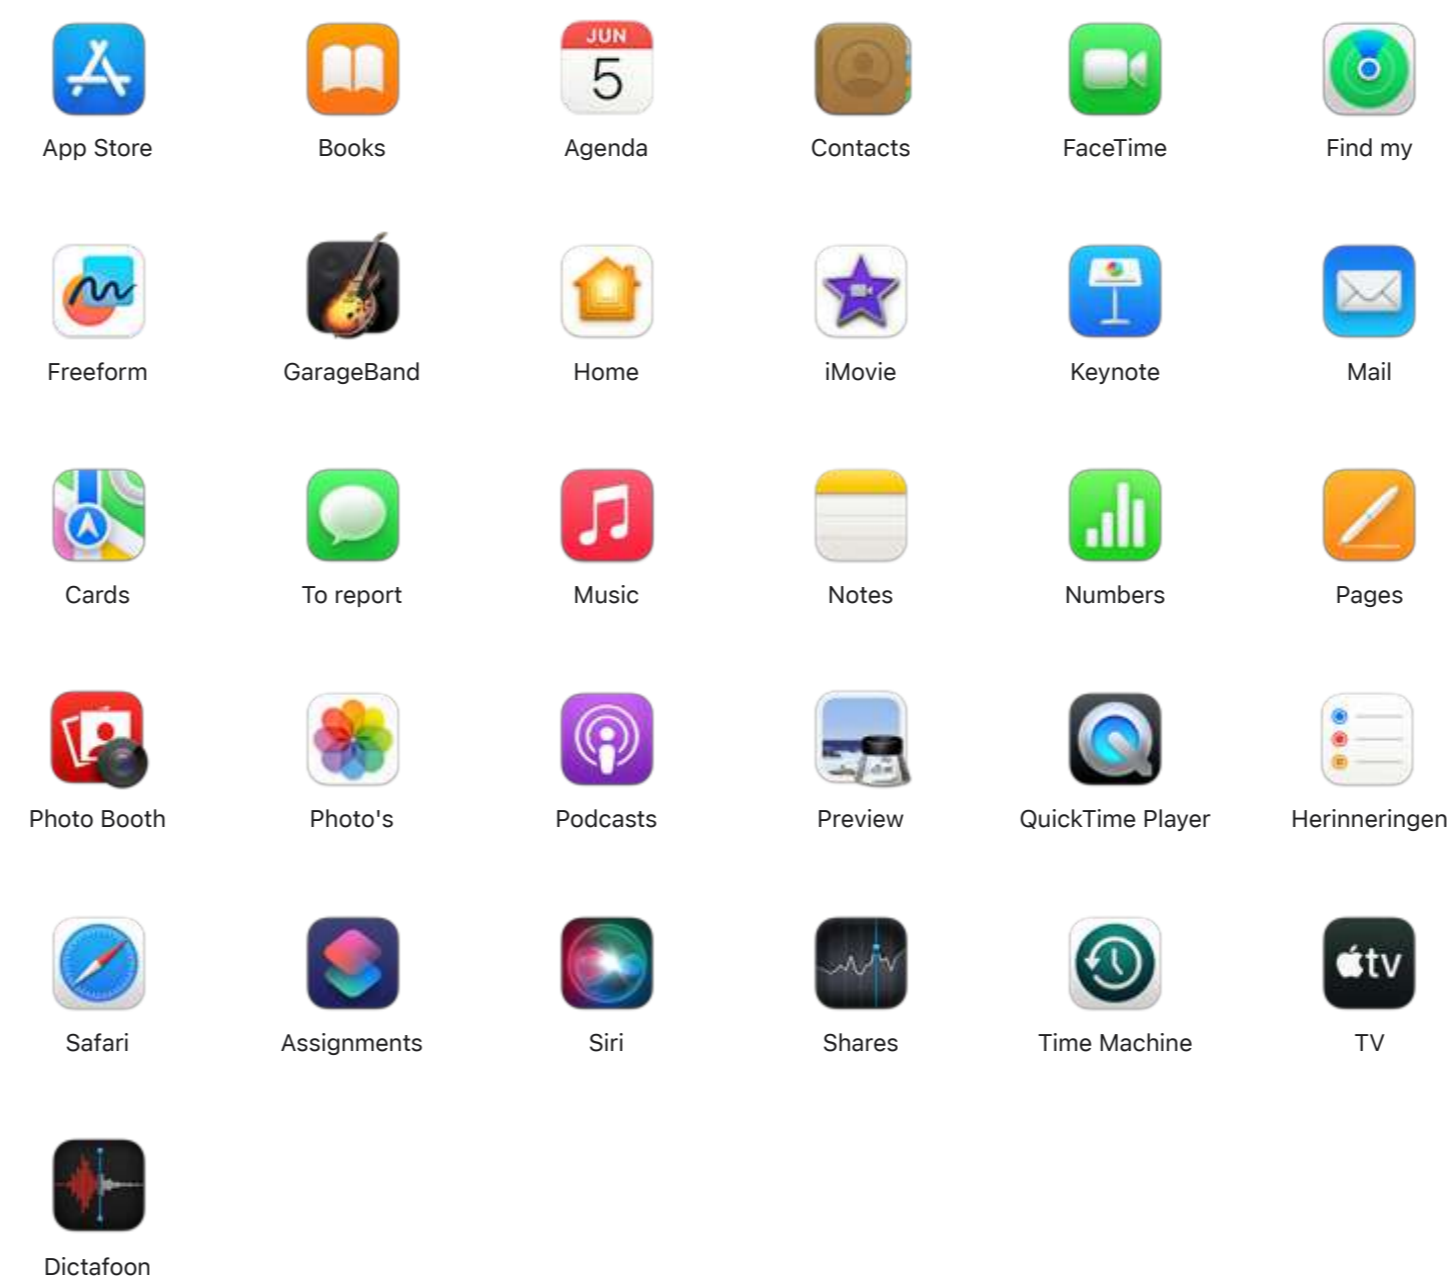 JUN
5
App Store
Books
Agenda
Contacts
FaceTime
Find my
Freeform
GarageBand
Home
iMovie
Keynote
Mail
Cards
To report
Music
Notes
Numbers
Pages
Photo Booth
Photo's
Podcasts
Preview
QuickTime Player
Herinneringen
tv
Safari
Assignments
Siri
Shares
Time Machine
TV
Dictafoon